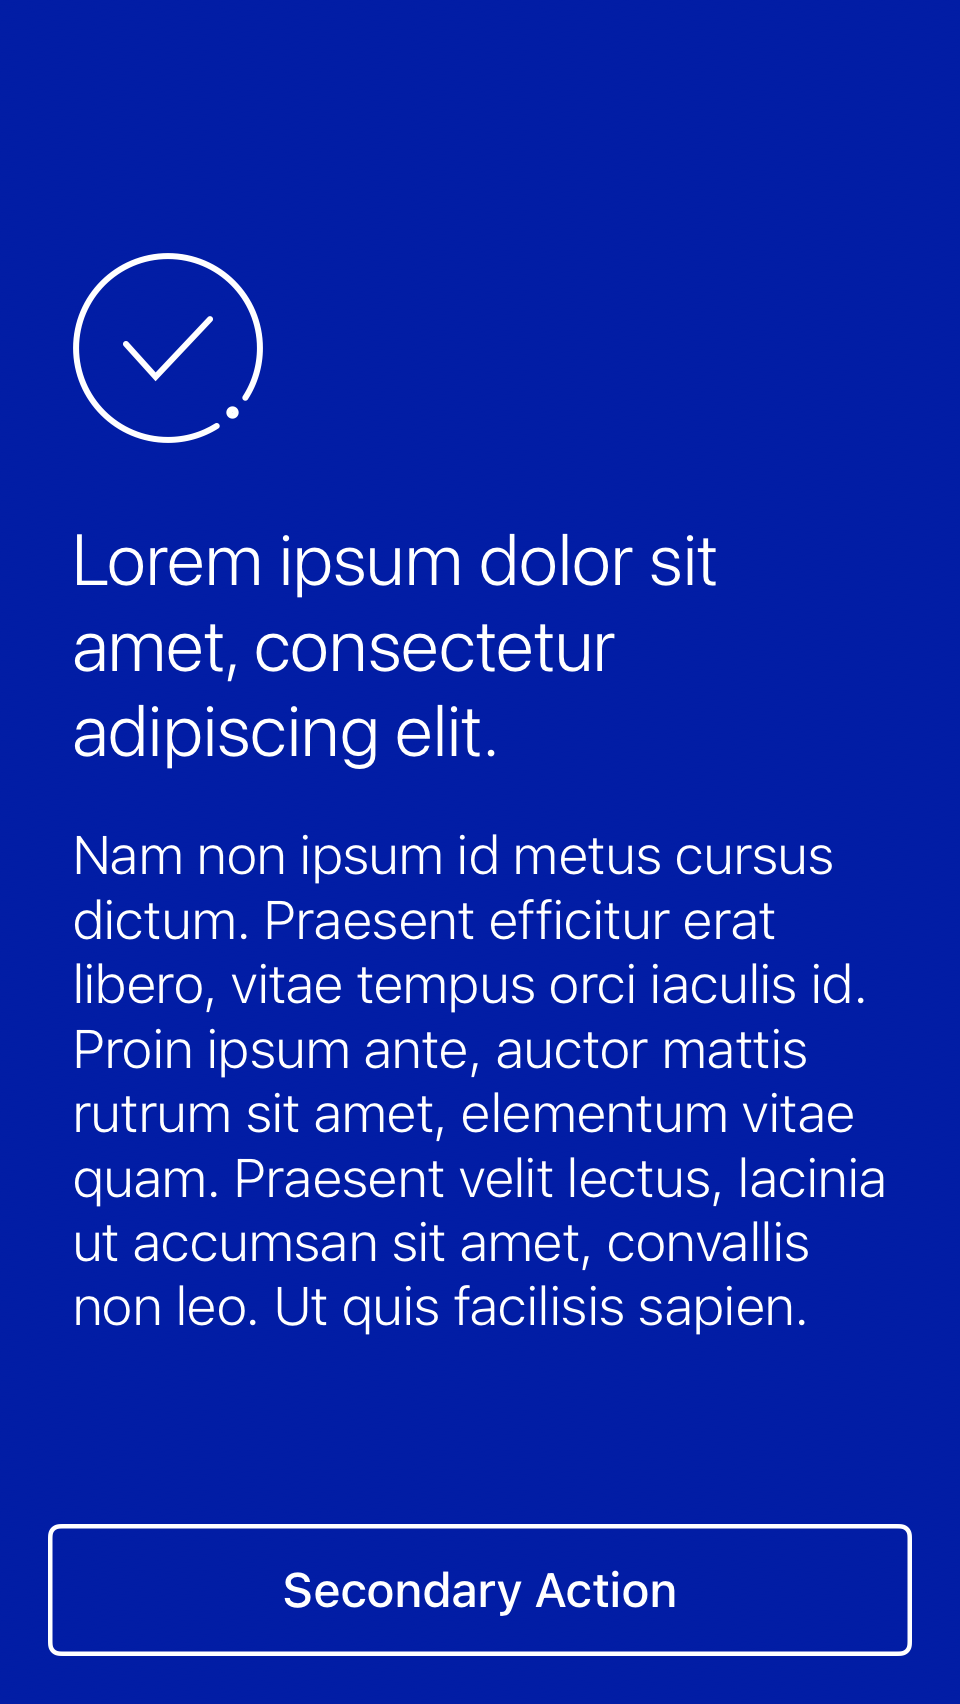 Lorem ipsum dolor sit
amet, consectetur
adipiscing elit.
Nam non ipsum id metus cursus
dictum. Praesent efficitur erat
libero, vitae tempus orci iaculis id.
Proin ipsum ante, auctor mattis
rutrum sit amet, elementum vitae
quam. Praesent velit lectus, lacinia
ut accumsan sit amet, convallis
non leo. Ut quis facilisis sapien.
Secondary Action